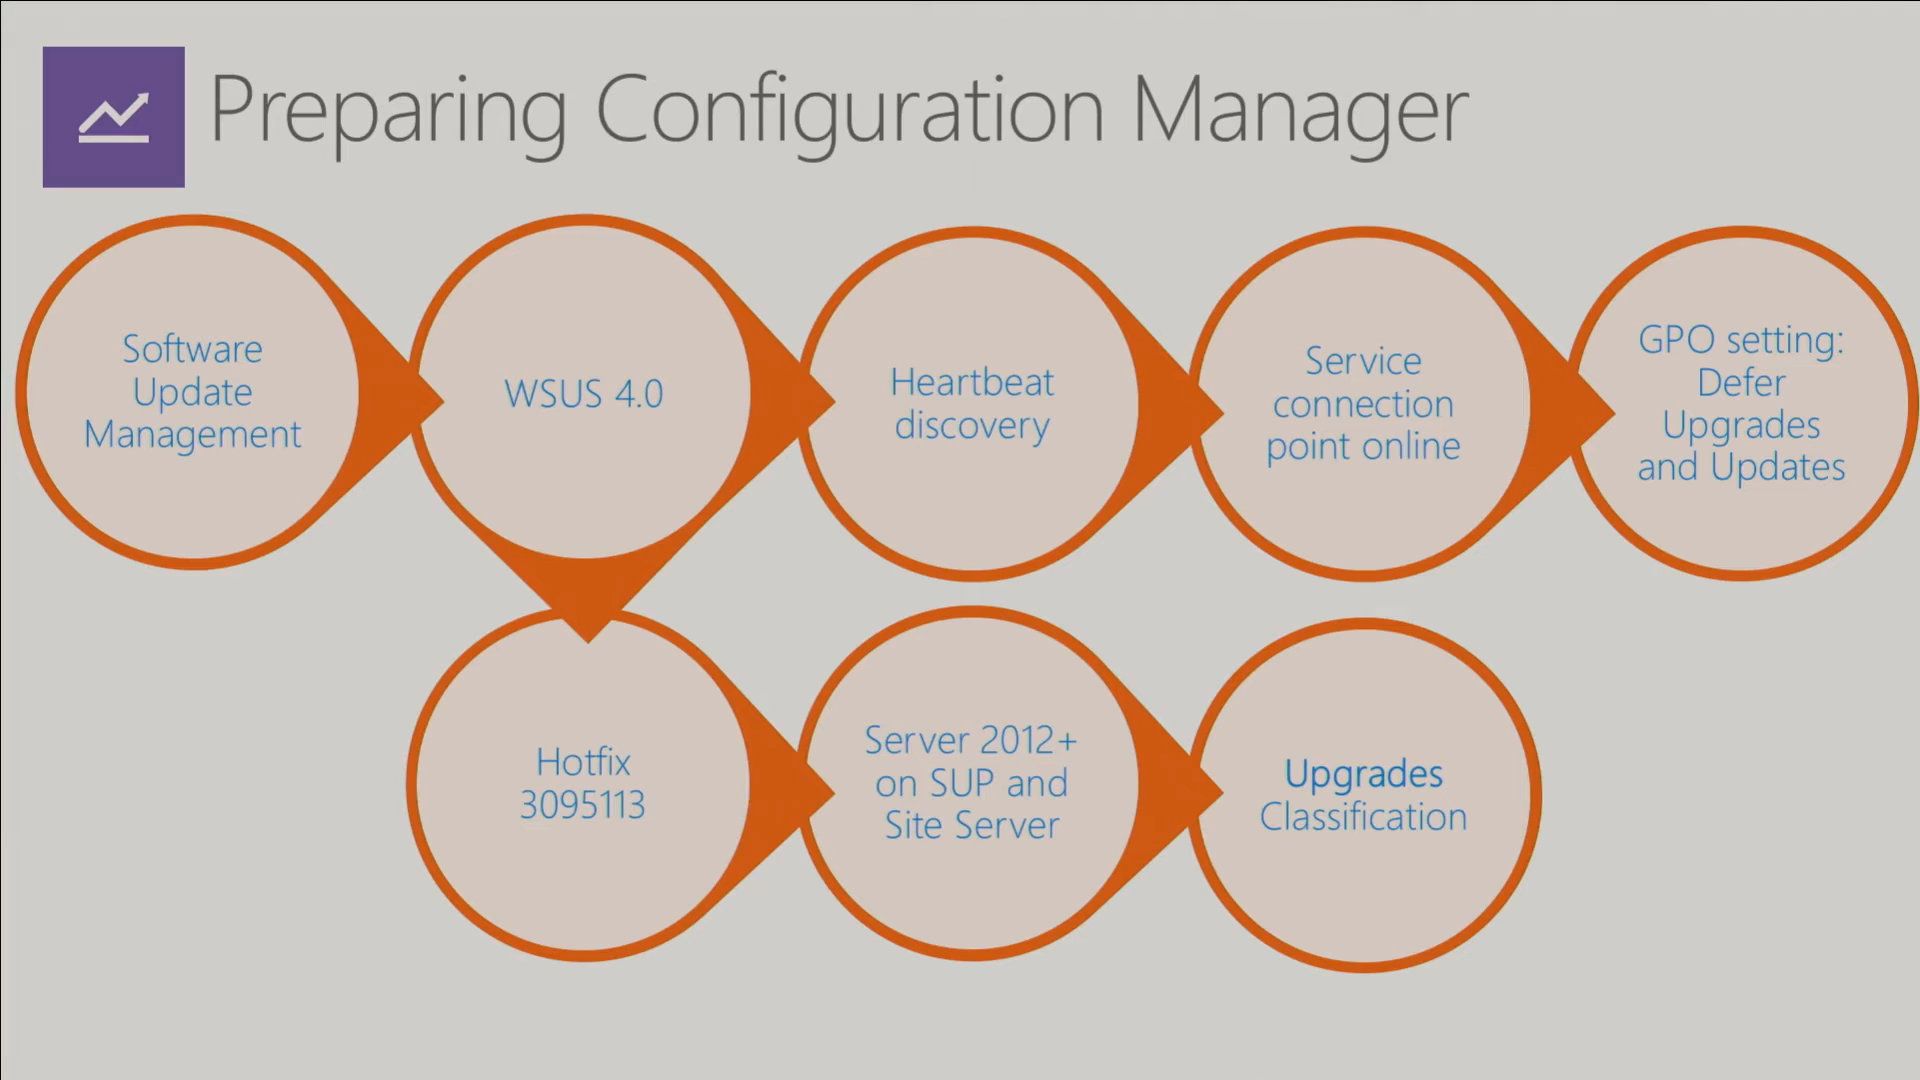 Preparing Configuration Manager
Software
Update
Management
WSUS 4.0
Heartbeat
discovery
Service
connection
point online
GPO setting:
Defer
Upgrades
and Updates
Hotfix
3095113
Server 2012+
on SUP and
Site Server
Upgrades
Classification